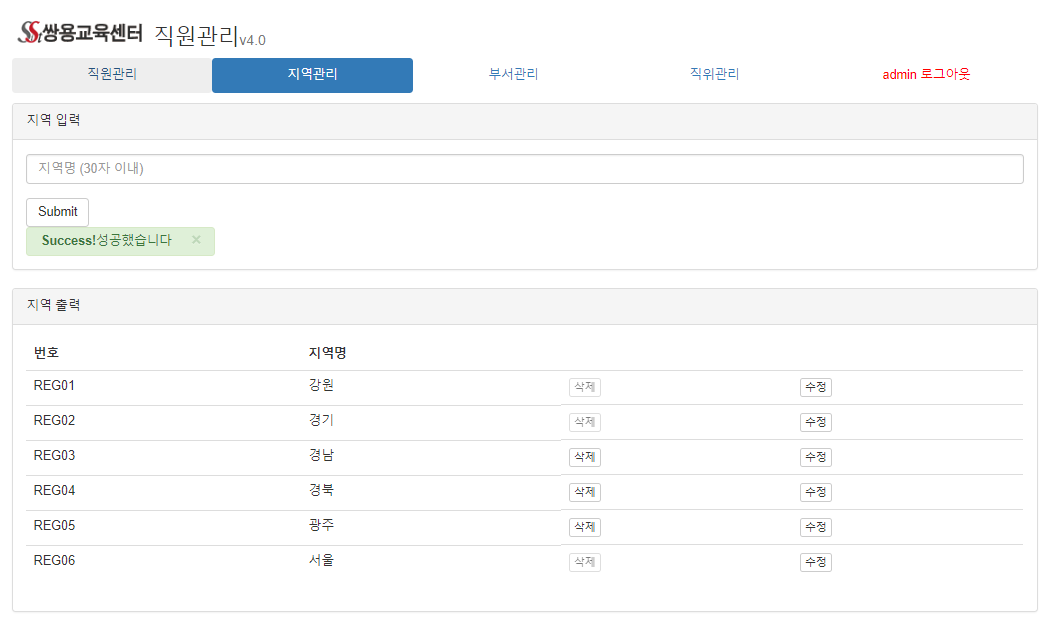 쌍용교육센터 직원관리v4.0
직원관리 지역관리 부서관리 직위관리 admin 로그아웃
지역 입력
지역명 (30자 이내)
Submit
Success!성공했습니다 ×
지역 출력
번호 지역명
REG01 강원 삭제 수정
REG02 경기 삭제 수정
REG03 경남 삭제 수정
REG04 경북 삭제 수정
REG05 광주 삭제 수정
REG06 서울 삭제 수정